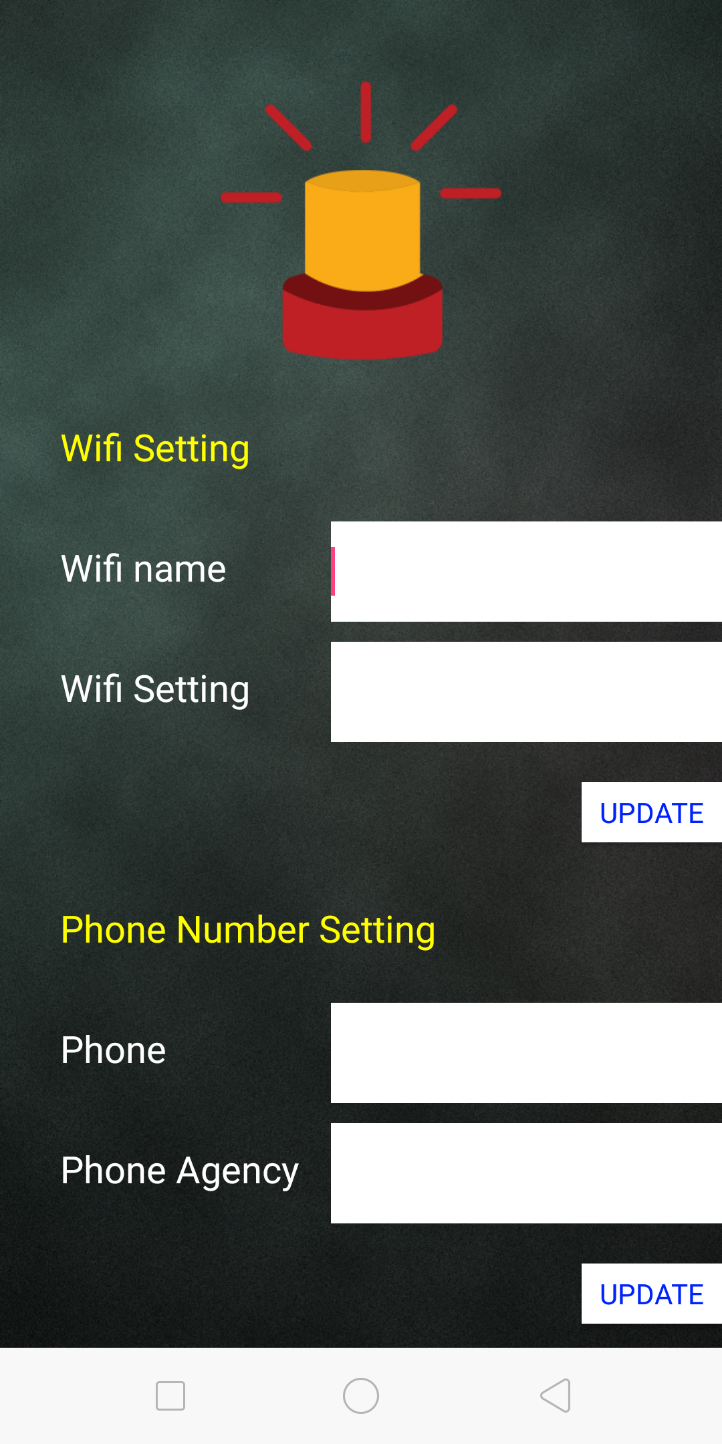 Wifi Setting
Wifi name
Wifi Setting
UPDATE
Phone Number Setting
Phone
Phone Agency
UPDATE